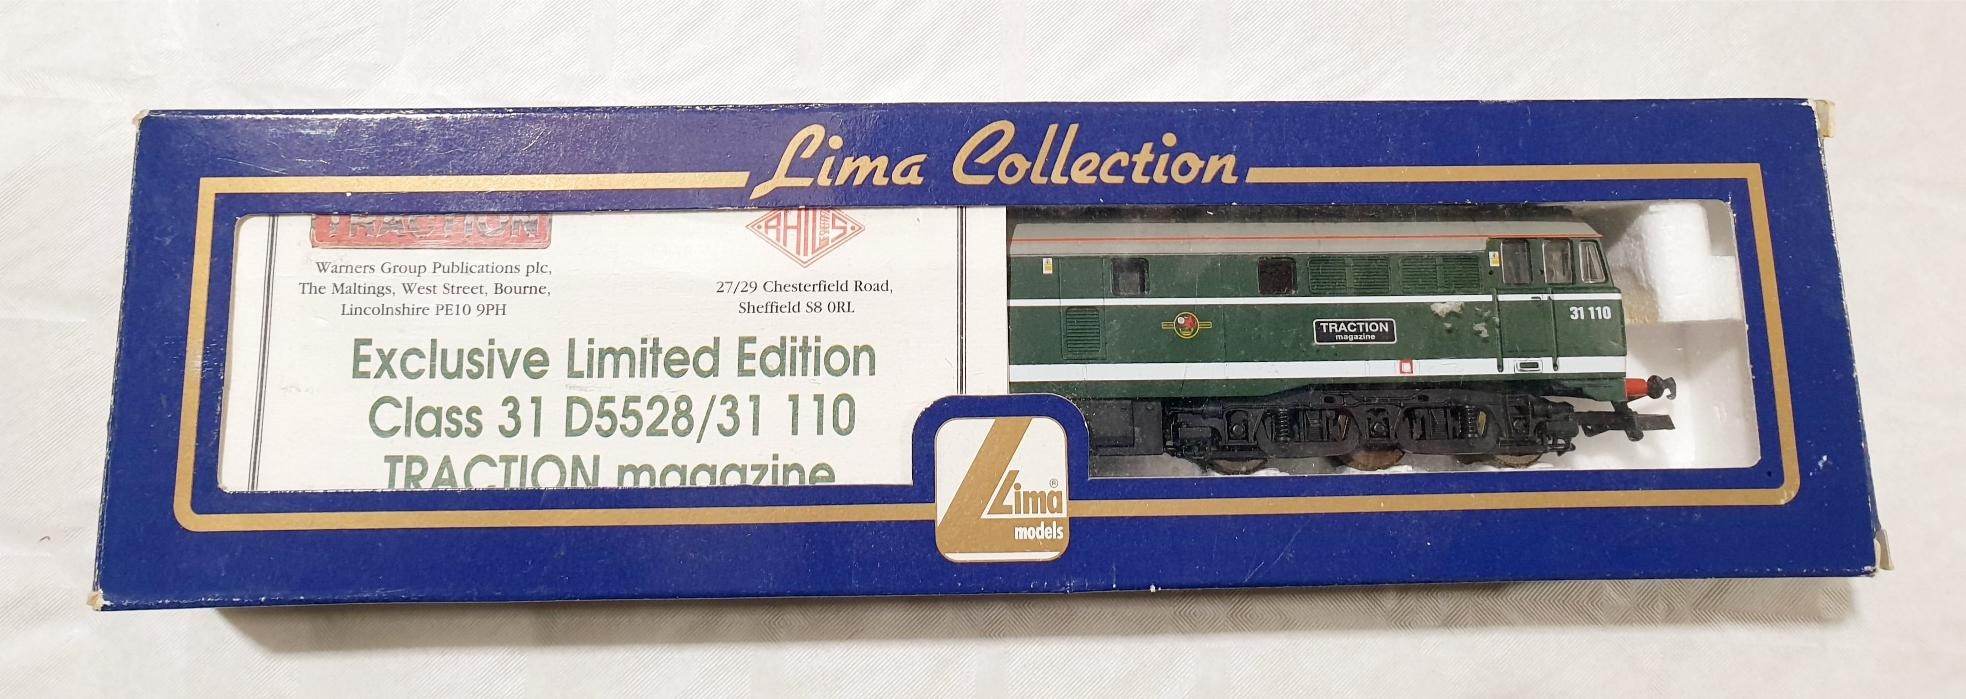 Lima Collection
TRACTION
RAILS
OF SHEFFIELD
Warners Group Publications plc,
The Maltings, West Street, Bourne,
Lincolnshire PE10 9PH
27/29 Chesterfield Road,
Sheffield S8 0RL
Exclusive Limited Edition
Class 31 D5528/31 110
TRACTION magazine
31 110
TRACTION
magazine
Lima®
models